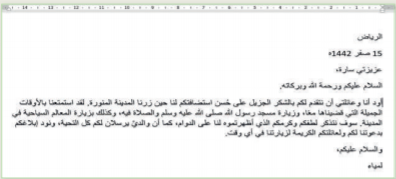 الرياض
15 صفر 1442ه
عزيزتي سارة،
السلام عليكم ورحمة الله وبركاته.
أود أنا وعائلتي أن نتقدم لكم بالشكر الجزيل على حُسن استضافتكم لنا حين زرنا المدينة المنورة. لقد استمتعنا بالأوقات
الجميلة التي قضيناها معًا، وزيارة مسجد رسول الله صلى الله عليه وسلم والصلاة فيه، وكذلك بزيارة المعالم السياحية في
المدينة. سوف نتذكر لطفكم وكرمكم الذي أظهرتموه لنا على الدوام، كما أن والديّ يرسلان لكم كل التحية، ونود إبلاغكم
بدعوتنا لكم ولعائلتكم الكريمة لزيارتنا في أي وقت.
والسلام عليكم،
لمياء